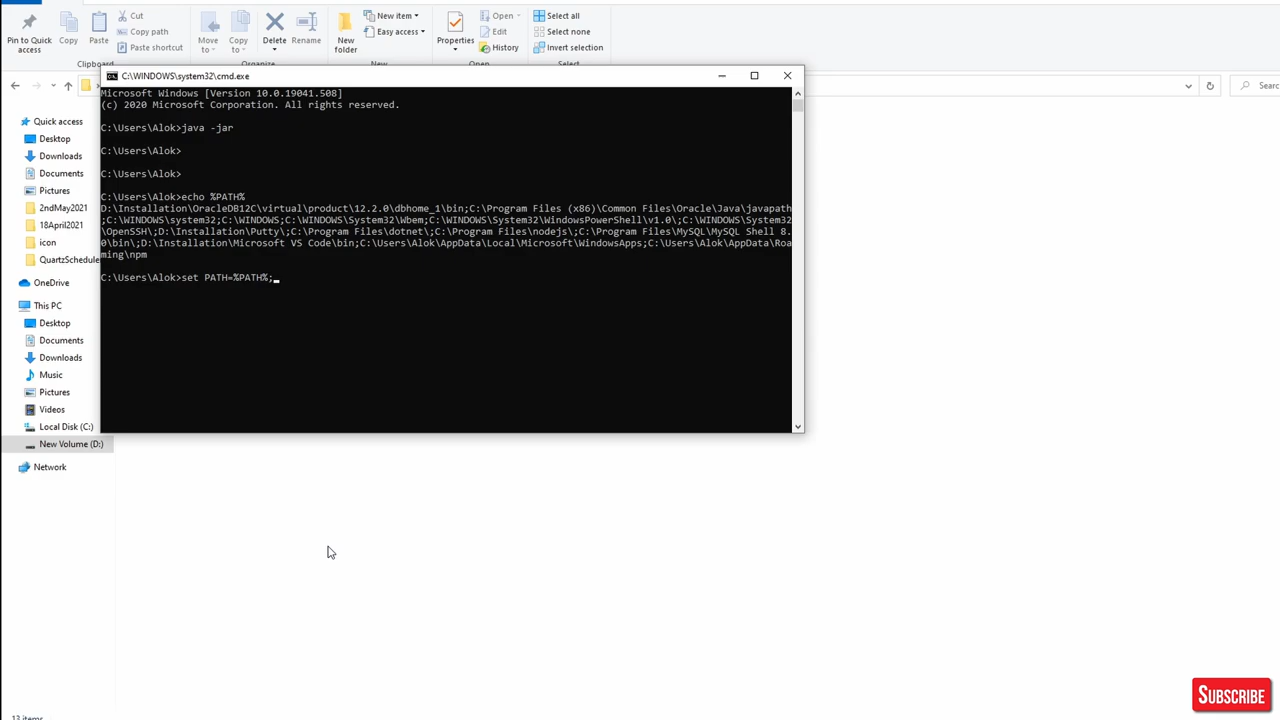 Cut
Copy path
Paste shortcut
Pin to Quick access
Copy
Paste
Move to
Copy to
Delete
Rename
New folder
New item
Easy access
Properties
Open
Edit
History
Select all
Select none
Invert selection
Clipboard
Organize
New
Open
Select
C:\WINDOWS\system32\cmd.exe
Microsoft Windows [Version 10.0.19041.508]
(c) 2020 Microsoft Corporation. All rights reserved.
C:\Users\Alok>java -jar
C:\Users\Alok>
C:\Users\Alok>
C:\Users\Alok>echo %PATH%
D:\Installation\OracleDB12C\virtual\product\12.2.0\dbhome_1\bin;C:\Program Files (x86)\Common Files\Oracle\Java\javapath
;C:\WINDOWS\system32;C:\WINDOWS;C:\WINDOWS\System32\Wbem;C:\WINDOWS\System32\WindowsPowerShell\v1.0\;C:\WINDOWS\System32
\OpenSSH\;D:\Installation\Putty\;C:\Program Files\dotnet\;C:\Program Files\nodejs\;C:\Program Files\MySQL\MySQL Shell 8.
0\bin\;D:\Installation\Microsoft VS Code\bin;C:\Users\Alok\AppData\Local\Microsoft\WindowsApps;C:\Users\Alok\AppData\Roa
ming\npm
C:\Users\Alok>set PATH=%PATH%;
Quick access
Desktop
Downloads
Documents
Pictures
2ndMay2021
18April2021
icon
QuartzSchedule
OneDrive
This PC
Desktop
Documents
Downloads
Music
Pictures
Videos
Local Disk (C:)
New Volume (D:)
Network
Searc
13 items
SUBSCRIBE